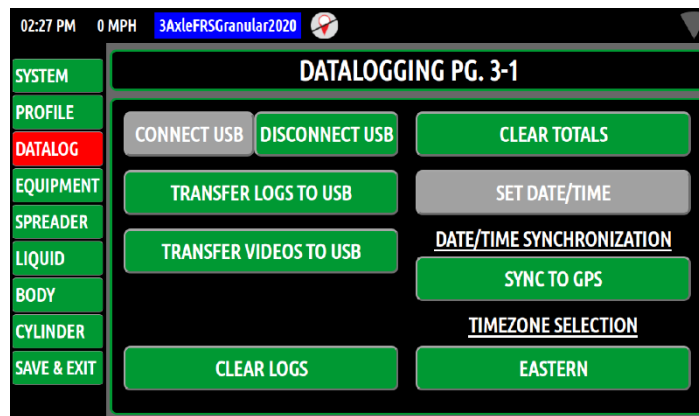 02:27 PM 0 MPH 3AxleFRSGranular2020
DATALOGGING PG. 3-1
SYSTEM
PROFILE
DATALOG
EQUIPMENT
SPREADER
LIQUID
BODY
CYLINDER
SAVE & EXIT
CONNECT USB DISCONNECT USB
TRANSFER LOGS TO USB
TRANSFER VIDEOS TO USB
CLEAR LOGS
CLEAR TOTALS
SET DATE/TIME
DATE/TIME SYNCHRONIZATION
SYNC TO GPS
TIMEZONE SELECTION
EASTERN